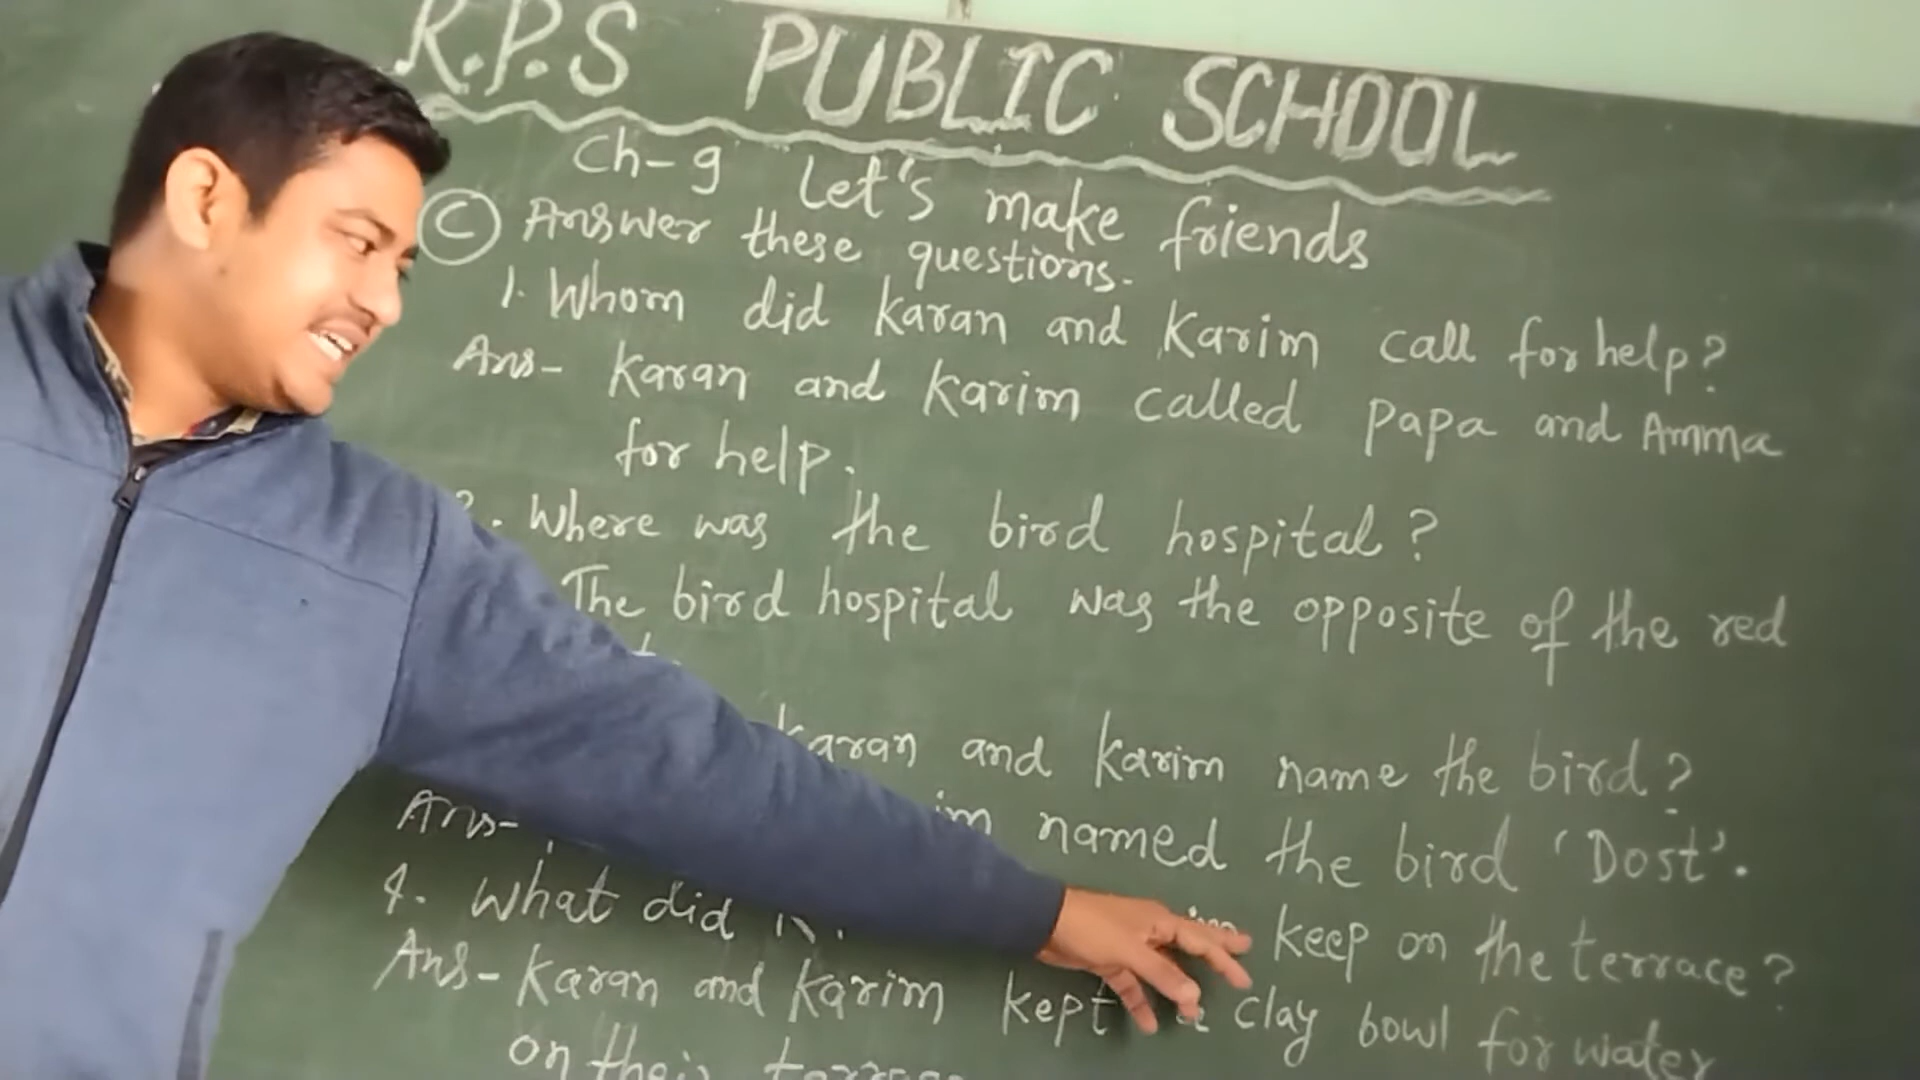 R.P.S PUBLIC SCHOOL
Ch-9 Let's make friends
C Answer these questions.
1. Whom did Karan and Karim call for help?
Ans- Karan and Karim called papa and Amma
for help.
. Where was the bird hospital?
The bird hospital was the opposite of the red
Karan and Karim name the bird?
Ans- named the bird 'Dost'.
4. What did keep on the terrace?
Ans- Karan and Karim kept a clay bowl for water
on their